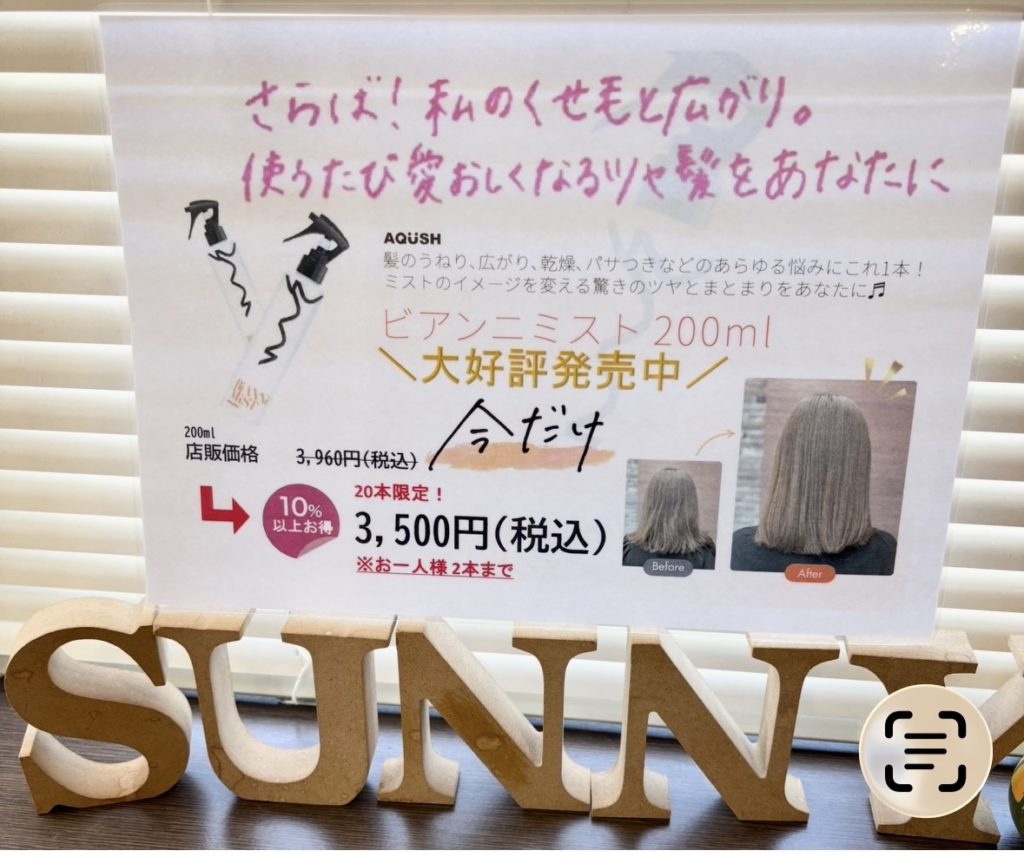 さらば！私のくせ毛と広がり。
使うたび愛おしくなるツヤ髪をあなたに
AQÜSH
髪のうねり、広がり、乾燥、パサつきなどのあらゆる悩みにこれ1本！
ミストのイメージを変える驚きのツヤとまとまりをあなたに♬
ビアンニミスト 200ml
＼大好評発売中／
今だけ
200ml
店販価格 3,960円(税込)
20本限定！
10%
以上お得
3,500円(税込)
※お一人様 2本まで
Before
After
SUNNY